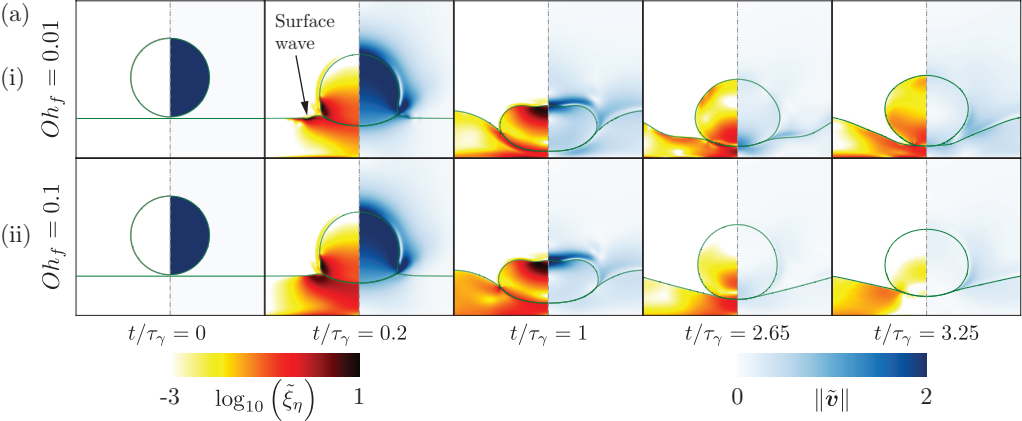 (a)
Surface
wave
(i)
Oh_f = 0.01
(ii)
Oh_f = 0.1
t/τ_γ = 0
t/τ_γ = 0.2
t/τ_γ = 1
t/τ_γ = 2.65
t/τ_γ = 3.25
-3
log₁₀ (ξ̃_η)
1
0
‖ṽ‖
2